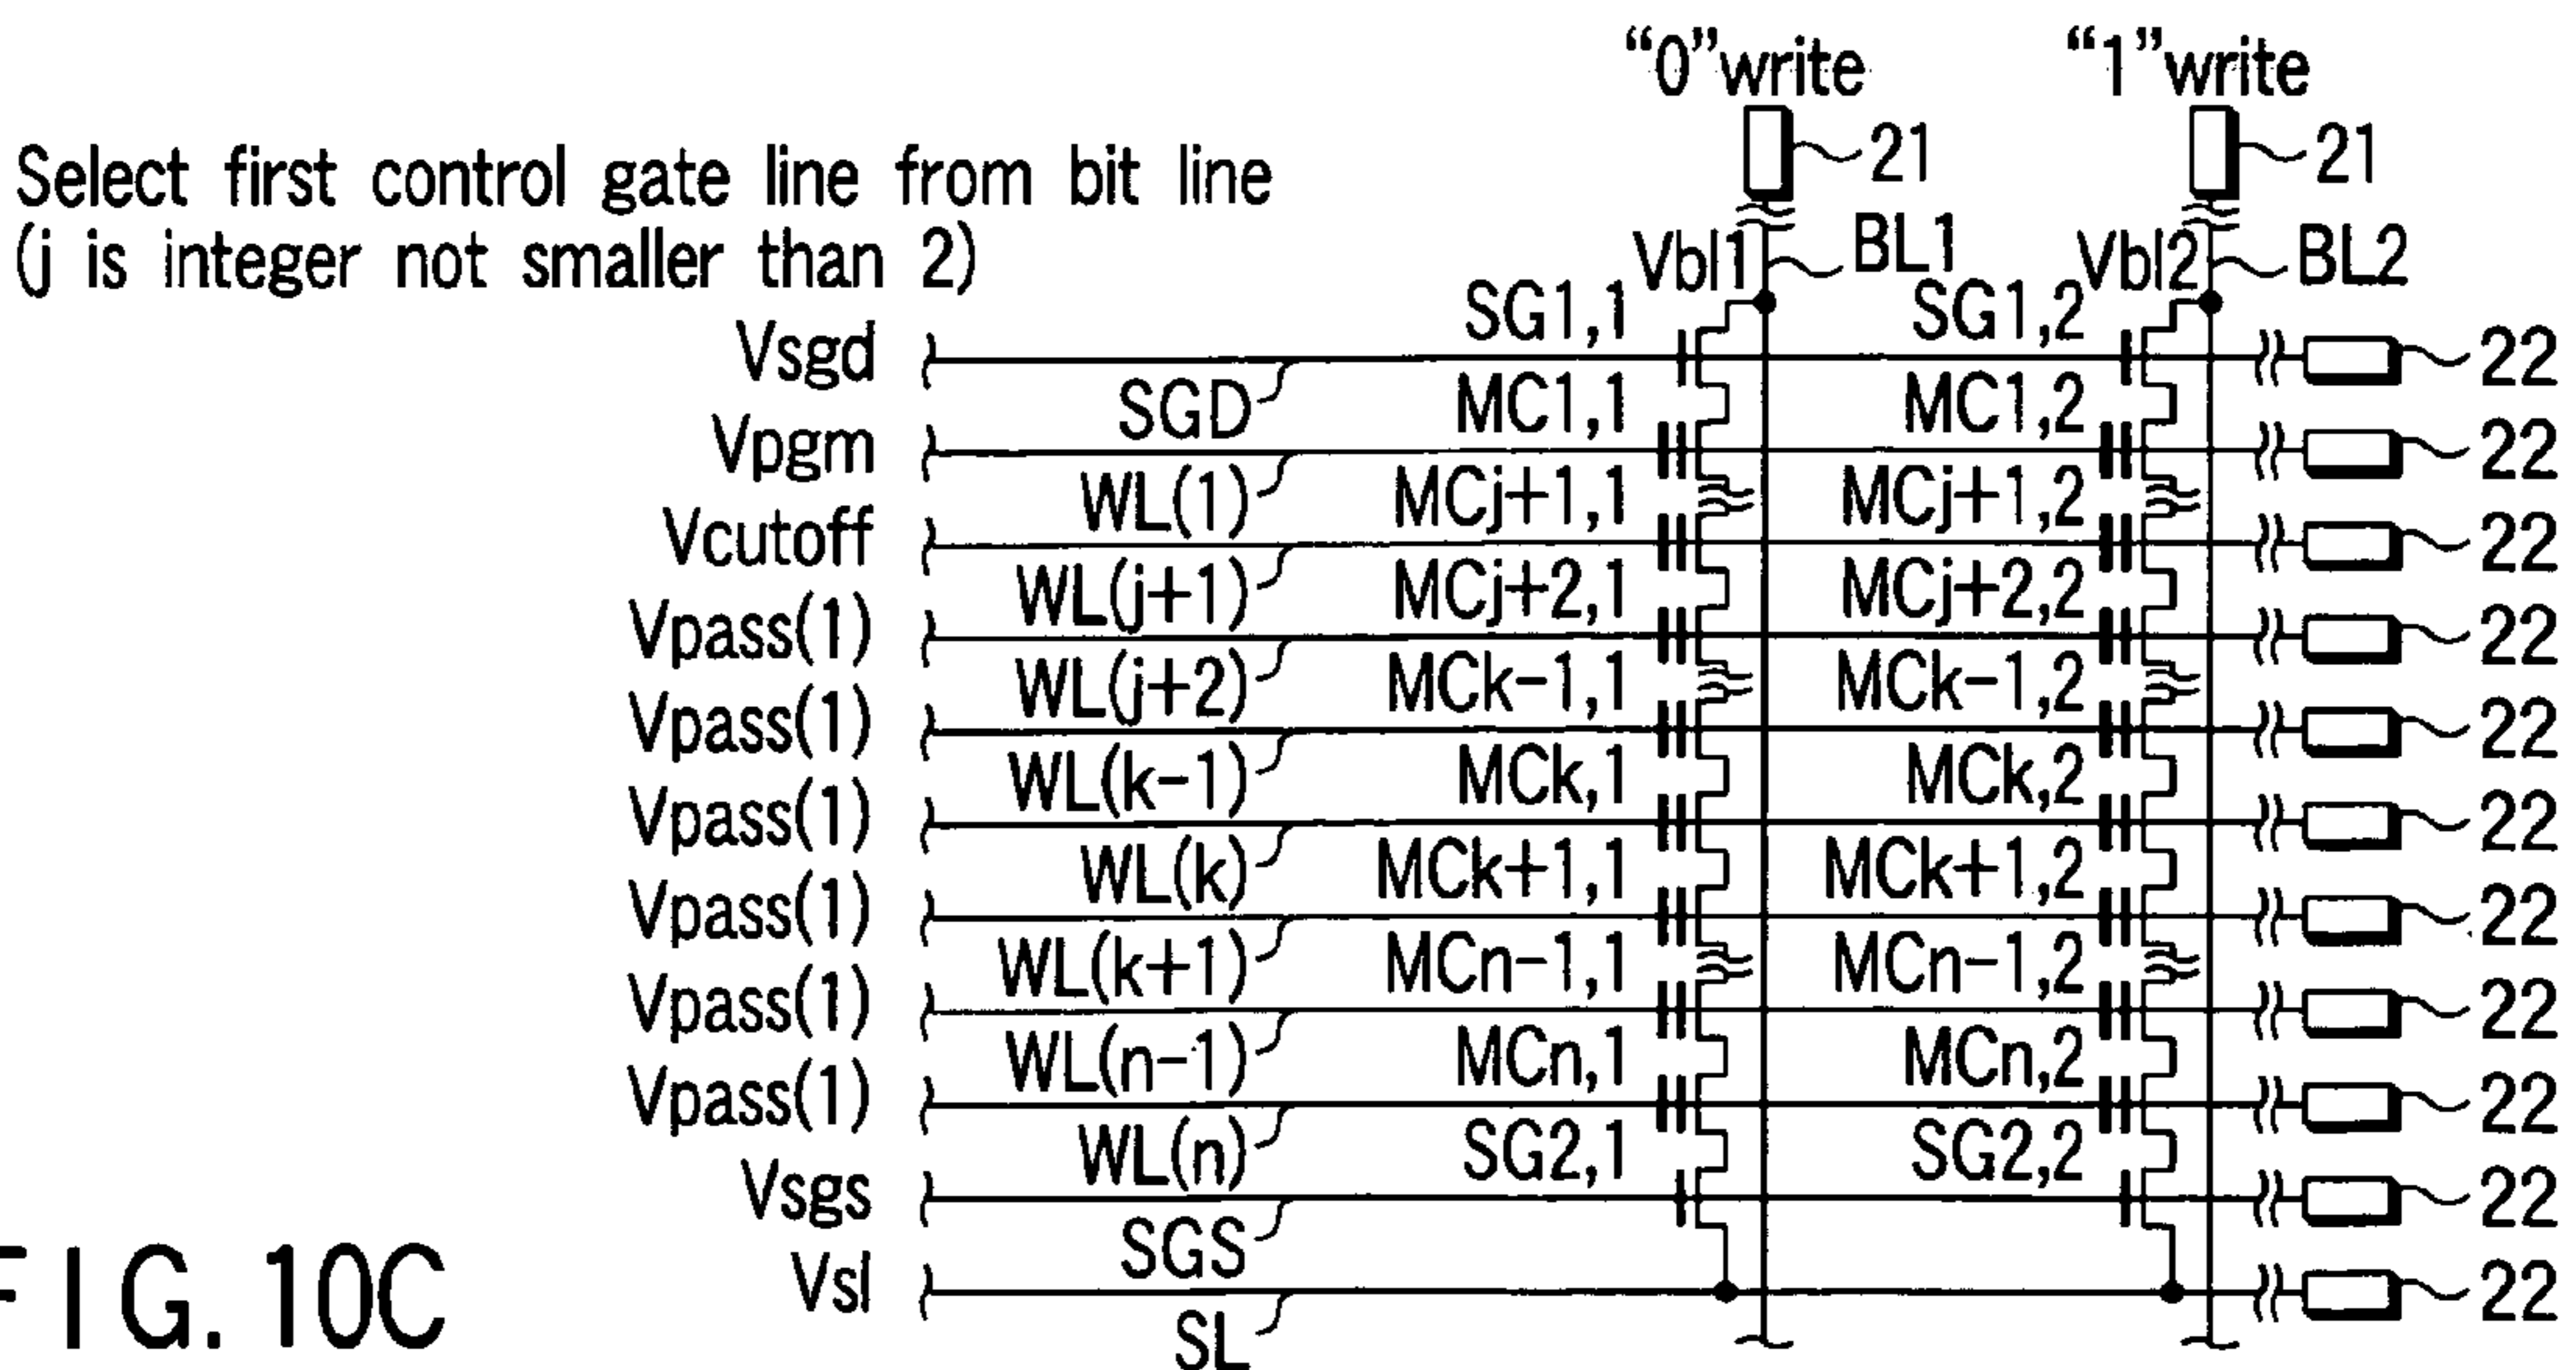 "0"write "1"write
21 21
Select first control gate line from bit line
(j is integer not smaller than 2)
Vbl1 BL1 Vbl2 BL2
SG1,1 SG1,2
Vsgd 22
SGD MC1,1 MC1,2
Vpgm 22
WL(1) MCj+1,1 MCj+1,2
Vcutoff 22
WL(j+1) MCj+2,1 MCj+2,2
Vpass(1) 22
WL(j+2) MCk-1,1 MCk-1,2
Vpass(1) 22
WL(k-1) MCk,1 MCk,2
Vpass(1) 22
WL(k) MCk+1,1 MCk+1,2
Vpass(1) 22
WL(k+1) MCn-1,1 MCn-1,2
Vpass(1) 22
WL(n-1) MCn,1 MCn,2
Vpass(1) 22
WL(n) SG2,1 SG2,2
Vsgs 22
SGS
Vsl 22
SL
FIG. 10C